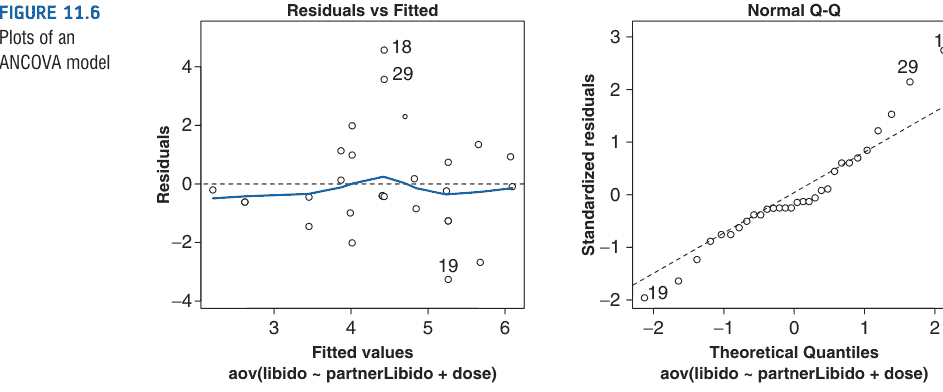 FIGURE 11.6
Plots of an
ANCOVA model
Residuals vs Fitted
Residuals
4
2
0
−2
−4
18
29
19
3 4 5 6
Fitted values
aov(libido ~ partnerLibido + dose)
Normal Q-Q
Standardized residuals
3
2
1
0
−1
−2
29
19
−2 −1 0 1 2
Theoretical Quantiles
aov(libido ~ partnerLibido + dose)